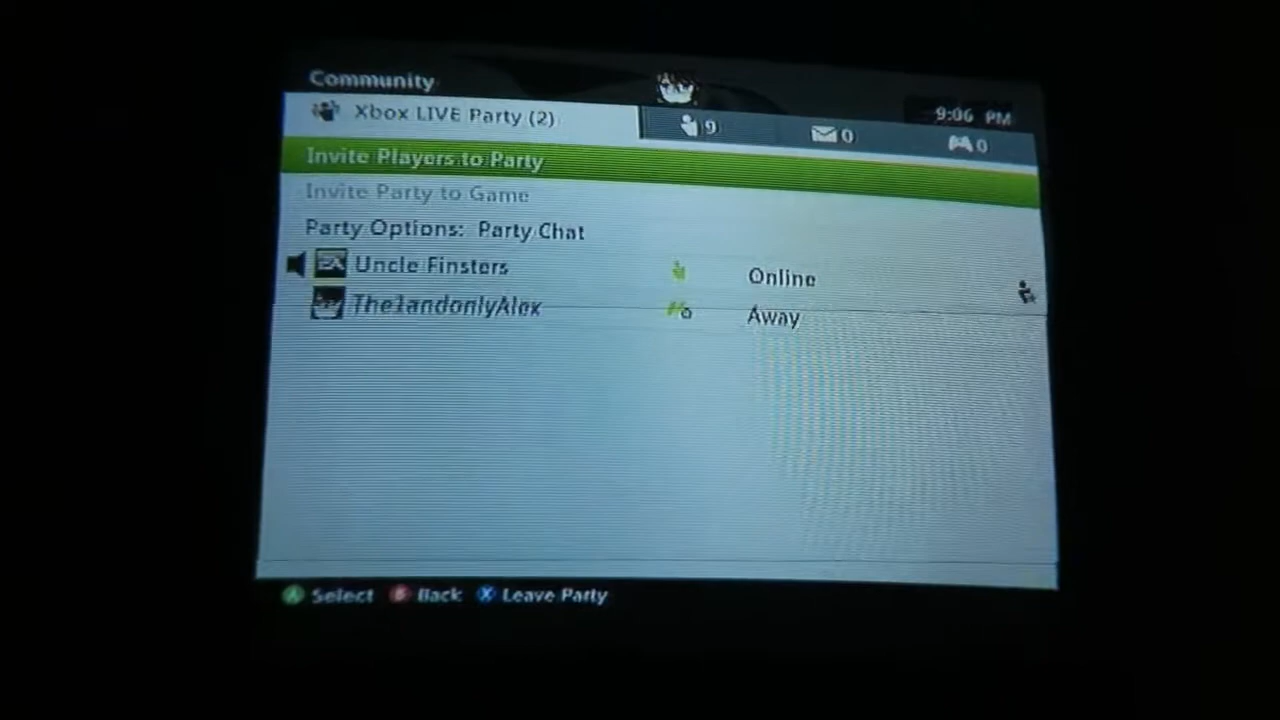 Community
9:06 PM
Xbox LIVE Party (2)
9
0
0
Invite Players to Party
Invite Party to Game
Party Options: Party Chat
EA Uncle Finsters Online
The1andonlyAlex Away
A Select B Back X Leave Party